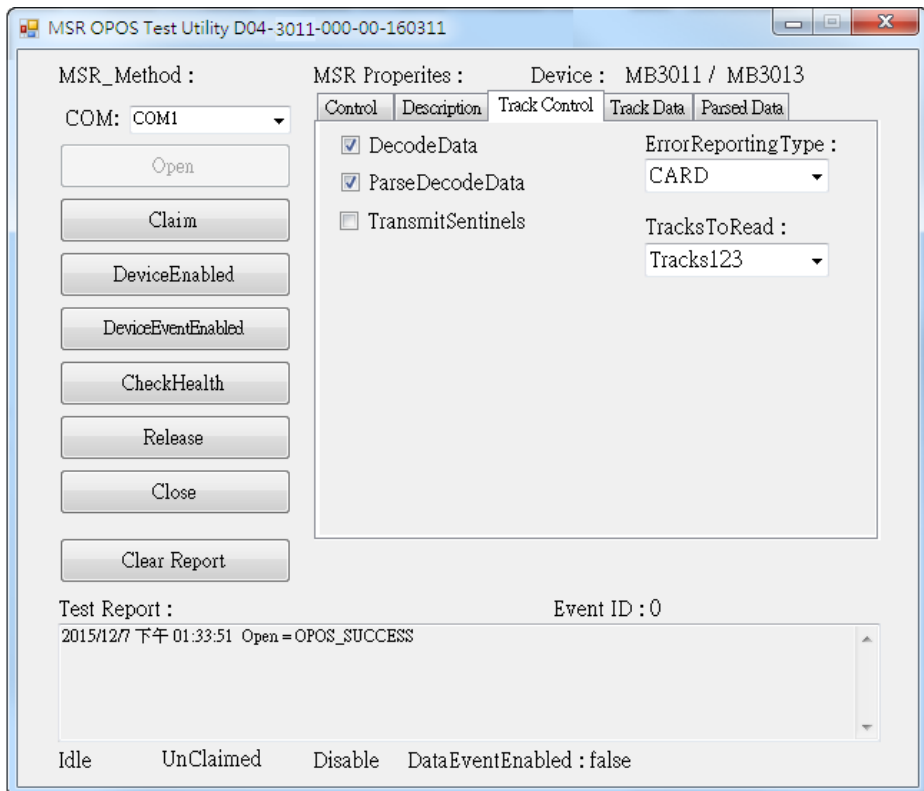 MSR OPOS Test Utility D04-3011-000-00-160311
MSR_Method :
COM: COM1
Open
Claim
DeviceEnabled
DeviceEventEnabled
CheckHealth
Release
Close
Clear Report
MSR Properites : Device : MB3011 / MB3013
Control Description Track Control Track Data Parsed Data
DecodeData
ParseDecodeData
TransmitSentinels
ErrorReportingType :
CARD
TracksToRead :
Tracks123
Test Report : Event ID : 0
2015/12/7 下午 01:33:51 Open = OPOS_SUCCESS
Idle UnClaimed Disable DataEventEnabled : false